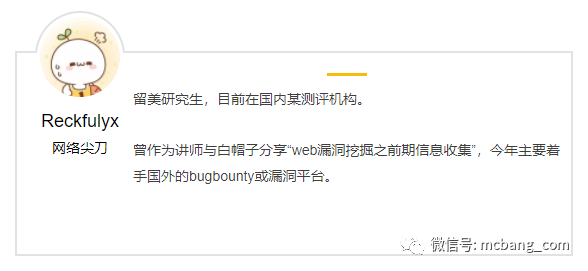 Reckfulyx
网络尖刀
留美研究生，目前在国内某测评机构。
曾作为讲师与白帽子分享“web漏洞挖掘之前期信息收集”，今年主要着
手国外的bugbounty或漏洞平台。
微信号: mcbang_com